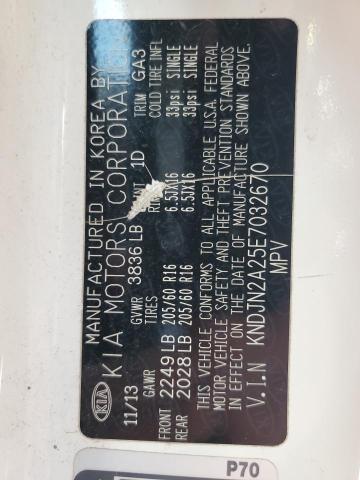 MANUFACTURED IN KOREA BY
KIA MOTORS CORPORATION
KIA
11/13 GVWR 3836 LB PAINT 1D TRIM GA3
GAWR TIRES RIMS COLD TIRE INFL
FRONT 2249 LB 205/60 R16 6.5JX16 33psi SINGLE
REAR 2028 LB 205/60 R16 6.5JX16 33psi SINGLE
THIS VEHICLE CONFORMS TO ALL APPLICABLE U.S.A. FEDERAL
MOTOR VEHICLE SAFETY AND THEFT PREVENTION STANDARDS
IN EFFECT ON THE DATE OF MANUFACTURE SHOWN ABOVE.
V.I.N KNDJN2A25E7032670
MPV
P70